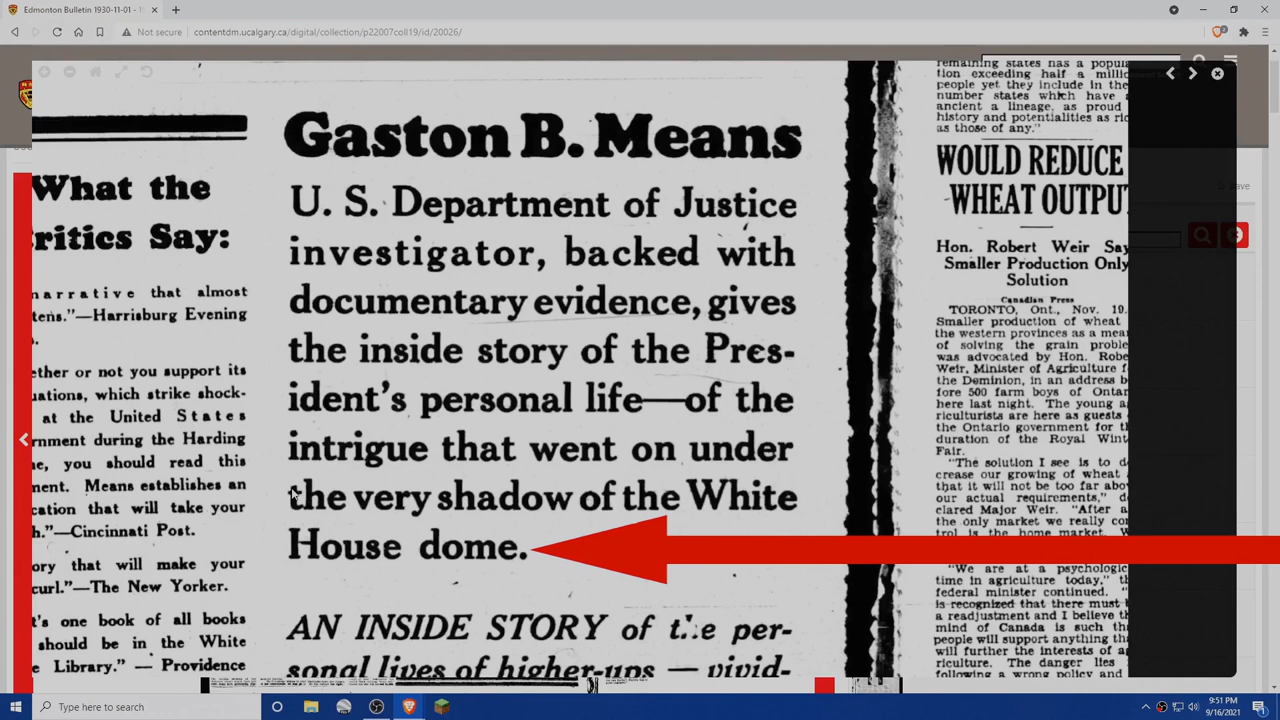 Edmonton Bulletin 1930-11-01 - 1
Not secure
contentdm.ucalgary.ca/digital/collection/p22007coll19/id/20026/
What the
ritics Say:
narrative that almost
tens."—Harrisburg Evening
ether or not you support its
uations, which strike shock-
at the United States
rnment during the Harding
e, you should read this
ment. Means establishes an
cation that will take your
h."—Cincinnati Post.
ory that will make your
curl."—The New Yorker.
t's one book of all books
should be in the White
e Library." — Providence
Gaston B. Means
U. S. Department of Justice
investigator, backed with
documentary evidence, gives
the inside story of the Pres-
ident's personal life—of the
intrigue that went on under
the very shadow of the White
House dome.
AN INSIDE STORY of the per-
sonal lives of higher-ups — vivid-
remaining states has a popula
tion exceeding half a millio
people yet they include in the
number states which have
ancient a lineage, as proud
history and potentialities as ric
as those of any."
WOULD REDUCE
WHEAT OUTPU
Hon. Robert Weir Say
Smaller Production Only
Solution
Canadian Press
TORONTO, Ont., Nov. 19.
Smaller production of wheat
the western provinces as a mean
of solving the grain proble
was advocated by Hon. Robe
Weir, Minister of Agriculture f
the Dominion, in an address b
fore 500 farm boys of Ontar
here last night. The young a
riculturists are here as guests
the Ontario government for th
duration of the Royal Wint
Fair.
"The solution I see is to d
crease our growing of wheat
that it will not be too far abov
our actual requirements," d
clared Major Weir. "After a
the only market we really con
trol is the home market. W
"We are at a psychologic
time in agriculture today," th
federal minister continued. "
is recognized that there must b
a readjustment and I believe th
mind of Canada is such tha
people will support anything tha
will further the interests of a
riculture. The danger lies
following a wrong policy and
Save
Type here to search
9:51 PM
9/16/2021